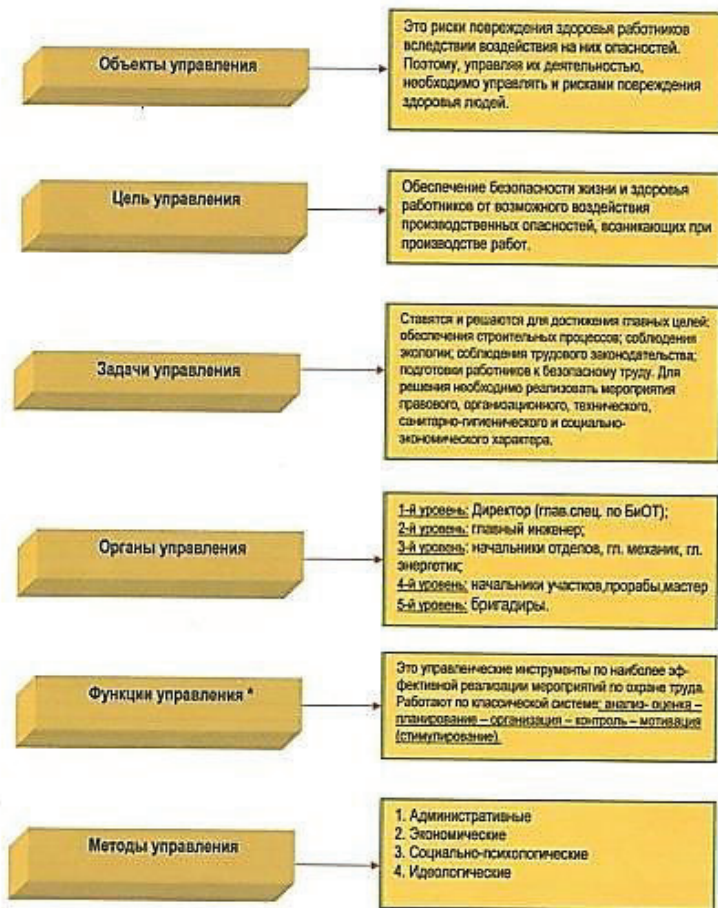 Объекты управления
Это риски повреждения здоровья работников
вследствии воздействия на них опасностей.
Поэтому, управляя их деятельностью,
необходимо управлять и рисками повреждения
здоровья людей.
Цель управления
Обеспечение Безопасности жизни и здоровья
работников от возможного воздействия
производственных опасностей, возникающих при
производстве работ.
Задачи управления
Ставятся и решаются для достижения главных целей:
обеспечения строительных процессов; соблюдения
экологии; соблюдения трудового законодательства;
подготовки работников к безопасному труду. Для
решения необходимо реализовать мероприятия
правового, организационного, технического,
санитарно-гигиенического и социально-
экономического характера.
Органы управления
1-й уровень: Директор (глав.спец. по БиОТ);
2-й уровень: главный инженер;
3-й уровень: начальники отделов, гл. механик, гл.
энергетик;
4-й уровень: начальники участков,прорабы,мастер
5-й уровень: бригадиры.
Функции управления *
Это управленческие инструменты по наиболее эф-
фективной реализации мероприятий по охране труда.
Работают по классической системе: анализ- оценка –
планирование – организация – контроль – мотивация
(стимулирование).
Методы управления
1. Административные
2. Экономические
3. Социально-психологические
4. Идеологические